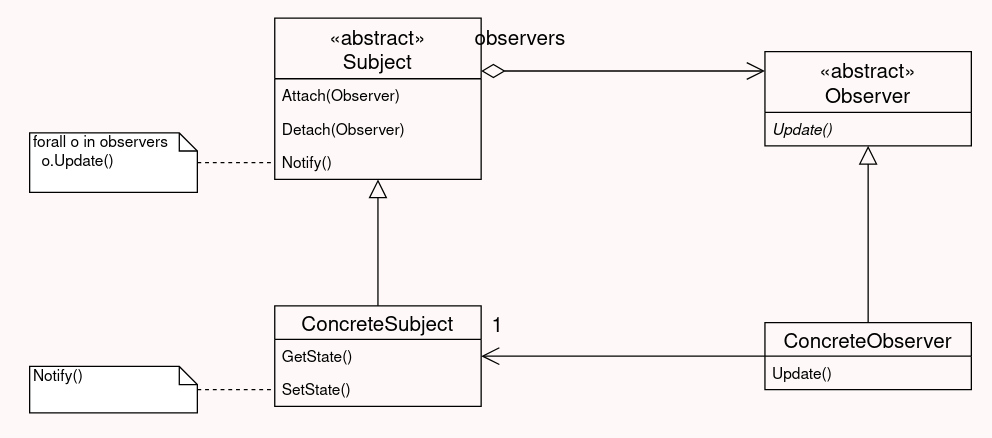 «abstract»
Subject
observers
Attach(Observer)
Detach(Observer)
Notify()
forall o in observers
o.Update()
«abstract»
Observer
Update()
ConcreteSubject
1
GetState()
SetState()
Notify()
ConcreteObserver
Update()